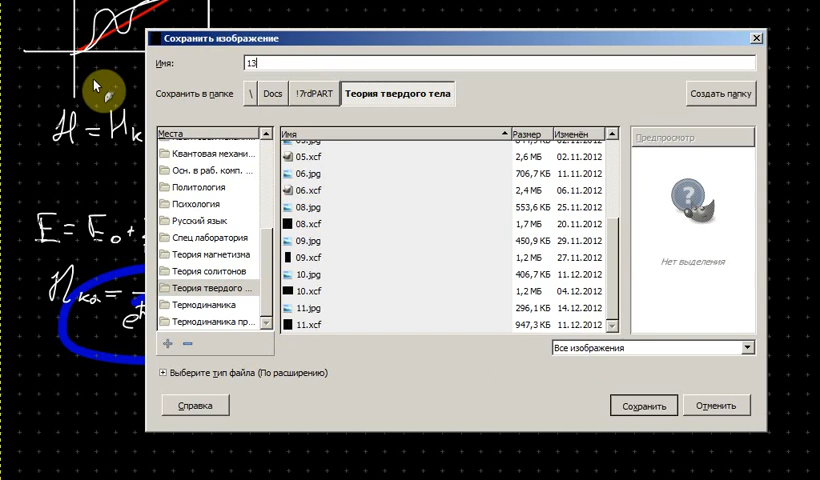 Сохранить изображение
Имя: 13
Сохранить в папке \ Docs !7rdPART Теория твердого тела Создать папку
Места Имя Размер Изменён Предпросмотр
Квантовая механи...
Осн. в раб. комп. ...
Политология
Психология
Русский язык
Спец лаборатория
Теория магнетизма
Теория солитонов
Теория твердого ...
Термодинамика
Термодинамика пр...
05.xcf 2,6 МБ 02.11.2012
06.jpg 706,7 КБ 11.11.2012
06.xcf 2,4 МБ 06.11.2012
08.jpg 553,6 КБ 25.11.2012
08.xcf 1,7 МБ 20.11.2012
09.jpg 450,9 КБ 29.11.2012
09.xcf 1,2 МБ 27.11.2012
10.jpg 406,7 КБ 11.12.2012
10.xcf 1,2 МБ 04.12.2012
11.jpg 296,1 КБ 14.12.2012
11.xcf 947,3 КБ 11.12.2012
Нет выделения
Все изображения
Выберите тип файла (По расширению)
Справка Сохранить Отменить
H = H
E = E₀ +